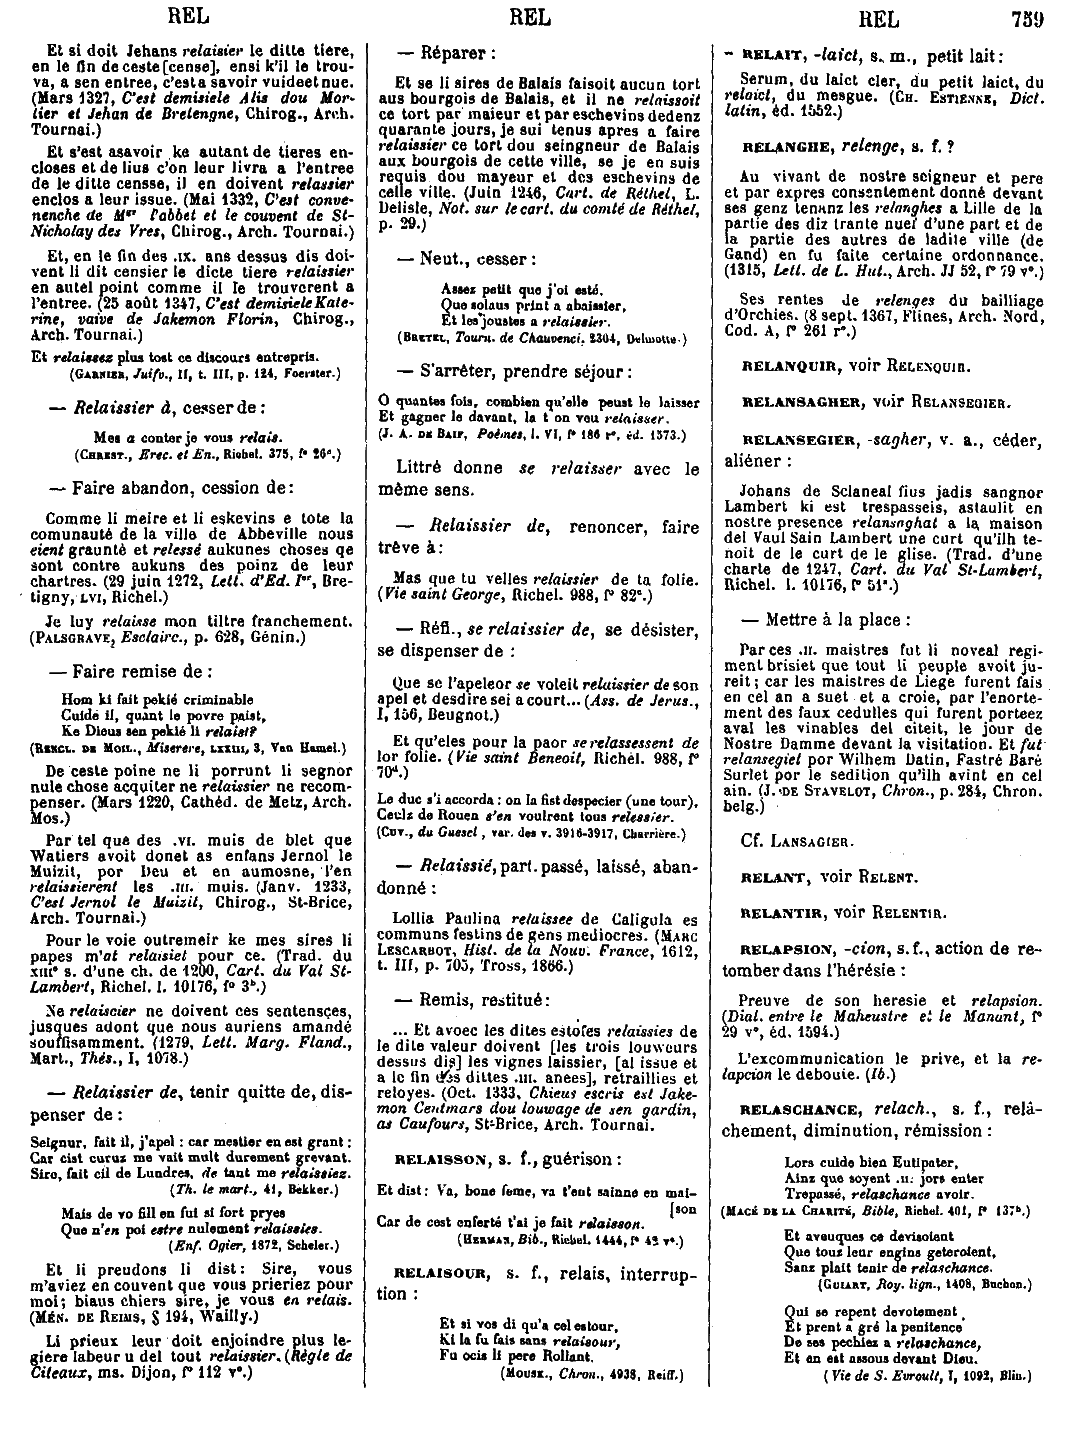 REL
REL
REL 759
Et si doit Jehans relaisier le ditte tiere,
en le fin de ceste [cense], ensi k'il le trou-
va, a sen entree, c'est a savoir vuide et nue.
(Mars 1327, C'est demisiele Alis dou Mor-
lier et Jehan de Brelengne, Chirog., Arch.
Tournai.)
Et s'est asavoir ke autant de tieres en-
closes et de lius c'on leur livra a l'entree
de le ditte censse, il en doivent relassier
enclos a leur issue. (Mai 1332, C'est conve-
nenche de Mgr l'abbet et le couvent de St-
Nicholay des Vres, Chirog., Arch. Tournai.)
Et, en le fin des .IX. ans dessus dis doi-
vent li dit censier le dicte tiere relaissier
en autel point comme il le trouverent a
l'entree. (25 août 1347, C'est demisiele Kate-
rine, vaive de Jakemon Florin, Chirog.,
Arch. Tournai.)
Et relaissez plus tost ce discours entrepris.
(GARNIER, Juifv., II, t. III, p. 124, Foerster.)
— Relaissier à, cesser de :
Mes a conter je vous relais.
(CHREST., Erec. et En., Richel. 375, f° 26d.)
— Faire abandon, cession de :
Comme li meire et li eskevins e tote la
comunauté de la ville de Abbeville nous
eient graunté et relessé aukunes choses qe
sont contre aukuns des poinz de leur
chartres. (29 juin 1272, Lett. d'Ed. Ier, Bre-
tigny, LVI, Richel.)
Je luy relaisse mon tiltre franchement.
(PALSGRAVE, Esclairc., p. 628, Génin.)
— Faire remise de :
Hom ki fait pekié criminable
Cuide il, quant le povre paist,
Ke Dieus sen pekié li relaist?
(RENCL. DE MOIL., Miserere, LXXIII, 3, Van Hamel.)
De ceste poine ne li porrunt li segnor
nule chose acquiter ne relaissier ne recom-
penser. (Mars 1220, Cathéd. de Metz, Arch.
Mos.)
Par tel que des .VI. muis de blet que
Watiers avoit donet as enfans Jernol le
Muizit, por Deu et en aumosne, l'en
relaissierent les .III. muis. (Janv. 1233,
C'est Jernol le Muizit, Chirog., St-Brice,
Arch. Tournai.)
Pour le voie outremeir ke mes sires li
papes m'at relaisiet pour ce. (Trad. du
XIIIe s. d'une ch. de 1200, Cart. du Val St-
Lambert, Richel. l. 10176, fo 3b.)
Ne relaiscier ne doivent ces sentensçes,
jusques adont que nous auriens amandé
souffisamment. (1279, Lett. Marg. Fland.,
Mart., Thés., I, 1078.)
— Relaissier de, tenir quitte de, dis-
penser de :
Seignur, fait il, j'apel : car mestier en est grant :
Car cist curuz me vait mult durement grevant.
Sire, fait cil de Lundres, de tant me relaissiez.
(Th. le mart., 41, Bekker.)
Mais de vo fill en fui si fort pryes
Que n'en poi estre nulement relaissies.
(Enf. Ogier, 1872, Scheler.)
Et li preudons li dist : Sire, vous
m'aviez en couvent que vous prieriez pour
moi; biaus chiers sire, je vous en relais.
(MÉN. DE REIMS, § 194, Wailly.)
Li prieux leur doit enjoindre plus le-
giere labeur u del tout relaissier. (Règle de
Citeaux, ms. Dijon, f° 112 v°.)
— Réparer :
Et se li sires de Balais faisoit aucun tort
aus bourgois de Balais, et il ne relaissoit
ce tort par maieur et par eschevins dedenz
quarante jours, je sui tenus apres a faire
relaissier ce tort dou seingneur de Balais
aux bourgois de cette ville, se je en suis
requis dou mayeur et des eschevins de
celle ville. (Juin 1246, Cart. de Réthel, L.
Delisle, Not. sur le cart. du comté de Réthel,
p. 29.)
— Neut., cesser :
Assez petit que j'oi esté,
Que solaus print a abaissier,
Et les joustes a relaissier.
(BRETEL, Tourn. de Chauvenci, 2304, Delmotte.)
— S'arrêter, prendre séjour :
O quantes fois, combien qu'elle peust le laisser
Et gagner le davant, la t on veu relaisser.
(J. A. DE BAIF, Poèmes, l. VI, f° 186 r°, éd. 1573.)
Littré donne se relaisser avec le
même sens.
— Relaissier de, renoncer, faire
trêve à :
Mas que tu velles relaissier de ta folie.
(Vie saint George, Richel. 988, f° 82c.)
— Réfl., se relaissier de, se désister,
se dispenser de :
Que se l'apeleor se voleit relaissier de son
apel et desdire sei a court... (Ass. de Jerus.,
I, 156, Beugnot.)
Et qu'eles pour la paor se relassessent de
lor folie. (Vie saint Beneoit, Richel. 988, f°
70d.)
Le duc s'i accorda : on la fist despecier (une tour),
Ceulz de Rouen s'en voulrent tous relessier.
(CUV., du Guescl, var. des v. 3916-3917, Charrière.)
— Relaissié, part. passé, laissé, aban-
donné :
Lollia Paulina relaissee de Caligula es
communs festins de gens mediocres. (MARC
LESCARBOT, Hist. de la Nouv. France, 1612,
t. III, p. 705, Tross, 1866.)
— Remis, restitué :
... Et avoec les dites estofes relaissies de
le dite valeur doivent [les trois louweurs
dessus dis] les vignes laissier, [al issue et
a le fin des dittes .III. anees], retraillies et
reloyes. (Oct. 1333, Chieus escris est Jake-
mon Centmars dou louwage de sen gardin,
as Caufours, St-Brice, Arch. Tournai.
RELAISSON, s. f., guérison :
Et dist : Va, bone feme, va t'ent sainne en mai-
[son
Car de cest enferté t'ai je fait relaisson.
(HERMAN, Bib., Richel. 1444, f° 42 v°.)
RELAISOUR, s. f., relais, interrup-
tion :
Et si vos di qu'a cel estour,
Ki la fu fais sans relaisour,
Fu ocis li pere Rollant.
(MOUSK., Chron., 4938, Reiff.)
- RELAIT, -laict, s. m., petit lait :
Serum, du laict cler, du petit laict, du
relaict, du mesgue. (CH. ESTIENNE, Dict.
latin, éd. 1552.)
RELANGHE, relenge, s. f. ?
Au vivant de nostre seigneur et pere
et par expres consentement donné devant
ses genz tenanz les relanghes a Lille de la
partie des diz trante nuef d'une part et de
la partie des autres de ladite ville (de
Gand) en fu faite certaine ordonnance.
(1315, Lett. de L. Hut., Arch. JJ 52, f° 79 v°.)
Ses rentes de relenges du bailliage
d'Orchies. (8 sept. 1367, Flines, Arch. Nord,
Cod. A, f° 261 r°.)
RELANQUIR, voir RELENQUIR.
RELANSAGHER, voir RELANSEGIER.
RELANSEGIER, -sagher, v. a., céder,
aliéner :
Johans de Sclaneal fius jadis sangnor
Lambert ki est trespasseis, astaulit en
nostre presence relansaghat a la maison
del Vaul Sain Lambert une curt qu'ilh te-
noit de le curt de le glise. (Trad. d'une
charte de 1247, Cart. du Val St-Lambert,
Richel. l. 10176, f° 51a.)
— Mettre à la place :
Par ces .II. maistres fut li noveal regi-
ment brisiet que tout li peuple avoit ju-
reit ; car les maistres de Liege furent fais
en cel an a suet et a croie, par l'enorte-
ment des faux cedulles qui furent porteez
aval les vinables del citeit, le jour de
Nostre Damme devant la visitation. Et fut
relansegiet por Wilhem Datin, Fastré Baré
Surlet por le sedition qu'ilh avint en cel
ain. (J. DE STAVELOT, Chron., p. 284, Chron.
belg.)
Cf. LANSAGIER.
RELANT, voir RELENT.
RELANTIR, voir RELENTIR.
RELAPSION, -cion, s. f., action de re-
tomber dans l'hérésie :
Preuve de son heresie et relapsion.
(Dial. entre le Maheustre et le Manant, f°
29 v°, éd. 1594.)
L'excommunication le prive, et la re-
lapcion le deboute. (Ib.)
RELASCHANCE, relach., s. f., relâ-
chement, diminution, rémission :
Lors cuide bien Eutipater,
Ainz que soyent .II. jors enter
Trepassé, relaschance avoir.
(MACÉ DE LA CHARITÉ, Bible, Richel. 401, f° 137b.)
Et aveuques ce devisoient
Que touz leur engins geteroient,
Sanz plait tenir de relaschance.
(GUIART, Roy. lign., 1408, Buchon.)
Qui se repent devotement
Et prent a gré la penitence
De ses pechiez a relaschance,
Et en est assous devant Dieu.
(Vie de S. Evroult, I, 1092, Blin.)